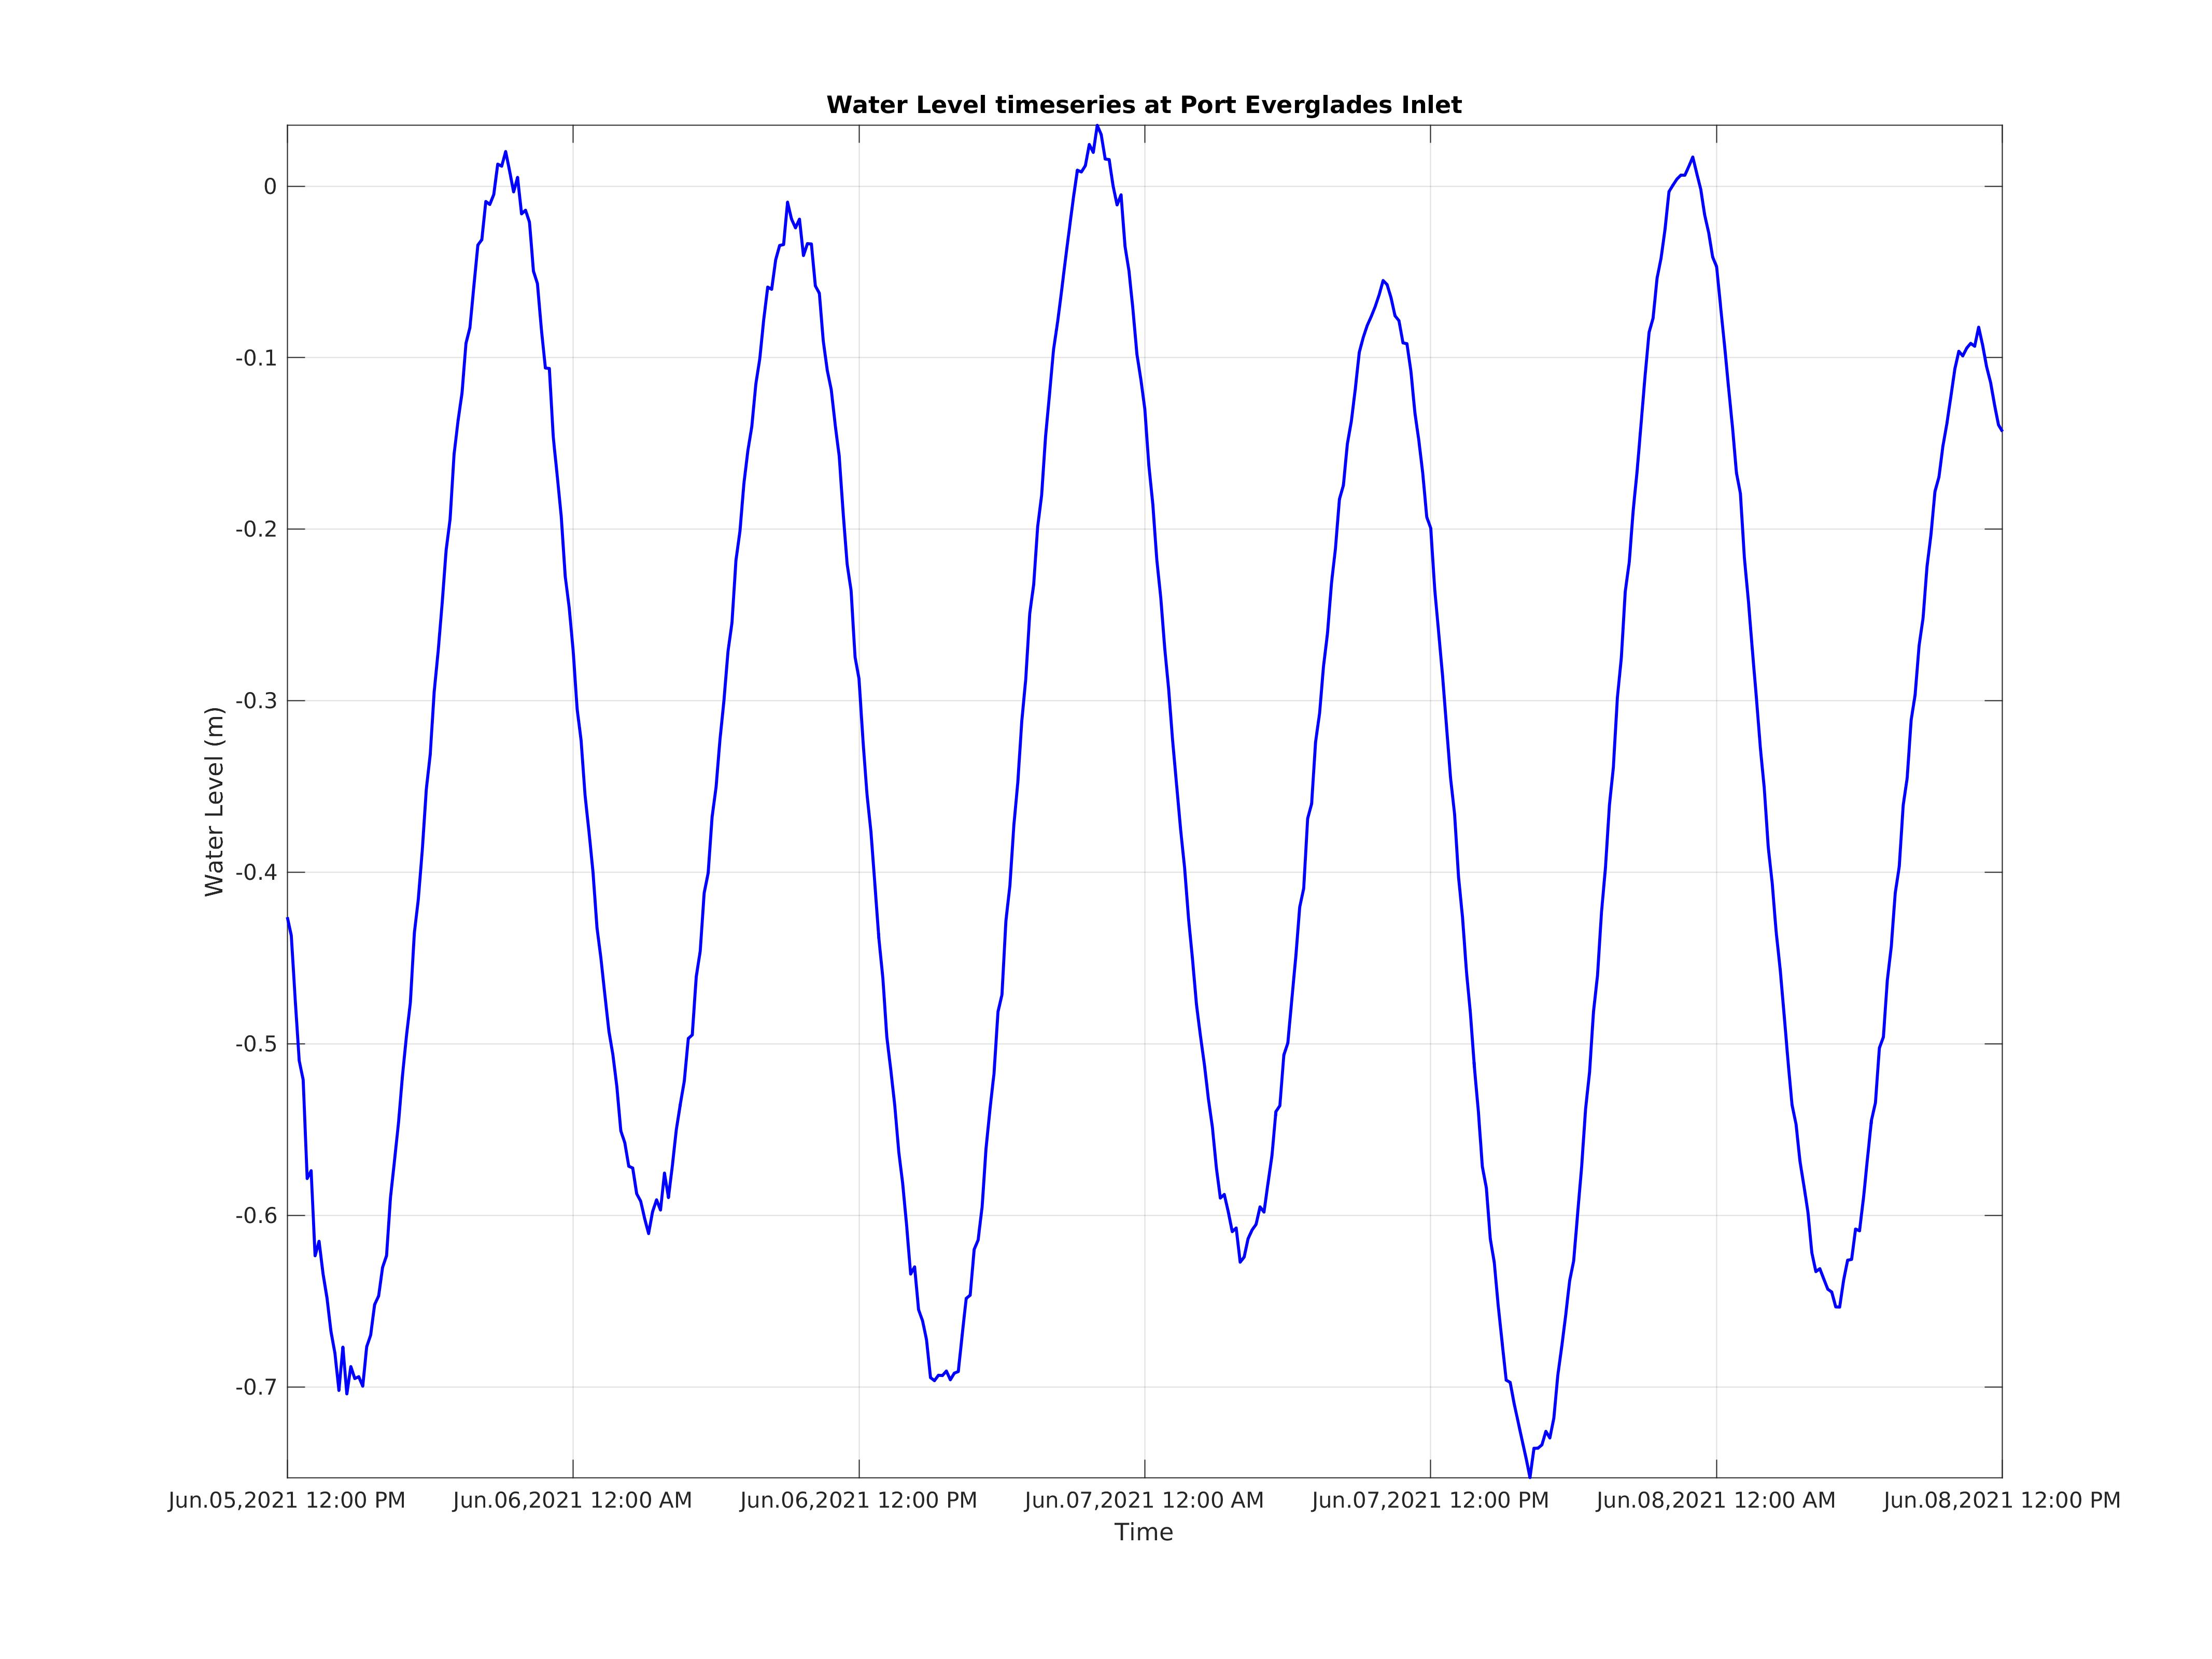 Water Level timeseries at Port Everglades Inlet
0
-0.1
-0.2
-0.3
-0.4
-0.5
-0.6
-0.7
Water Level (m)
Jun.05,2021 12:00 PM Jun.06,2021 12:00 AM Jun.06,2021 12:00 PM Jun.07,2021 12:00 AM Jun.07,2021 12:00 PM Jun.08,2021 12:00 AM Jun.08,2021 12:00 PM
Time